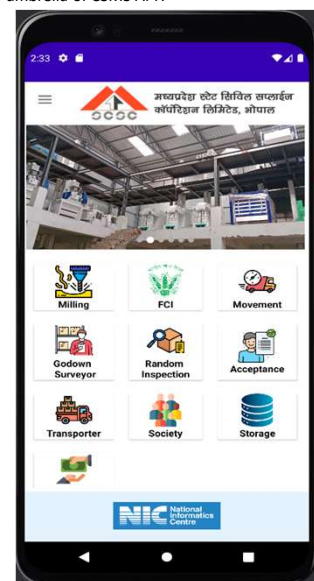 2:33
मध्यप्रदेश स्टेट सिविल सप्लाईज
कॉर्पोरेशन लिमिटेड, भोपाल
Milling
FCI
Movement
Godown
Surveyor
Random
Inspection
Acceptance
Transporter
Society
Storage
NIC National
Informatics
Centre